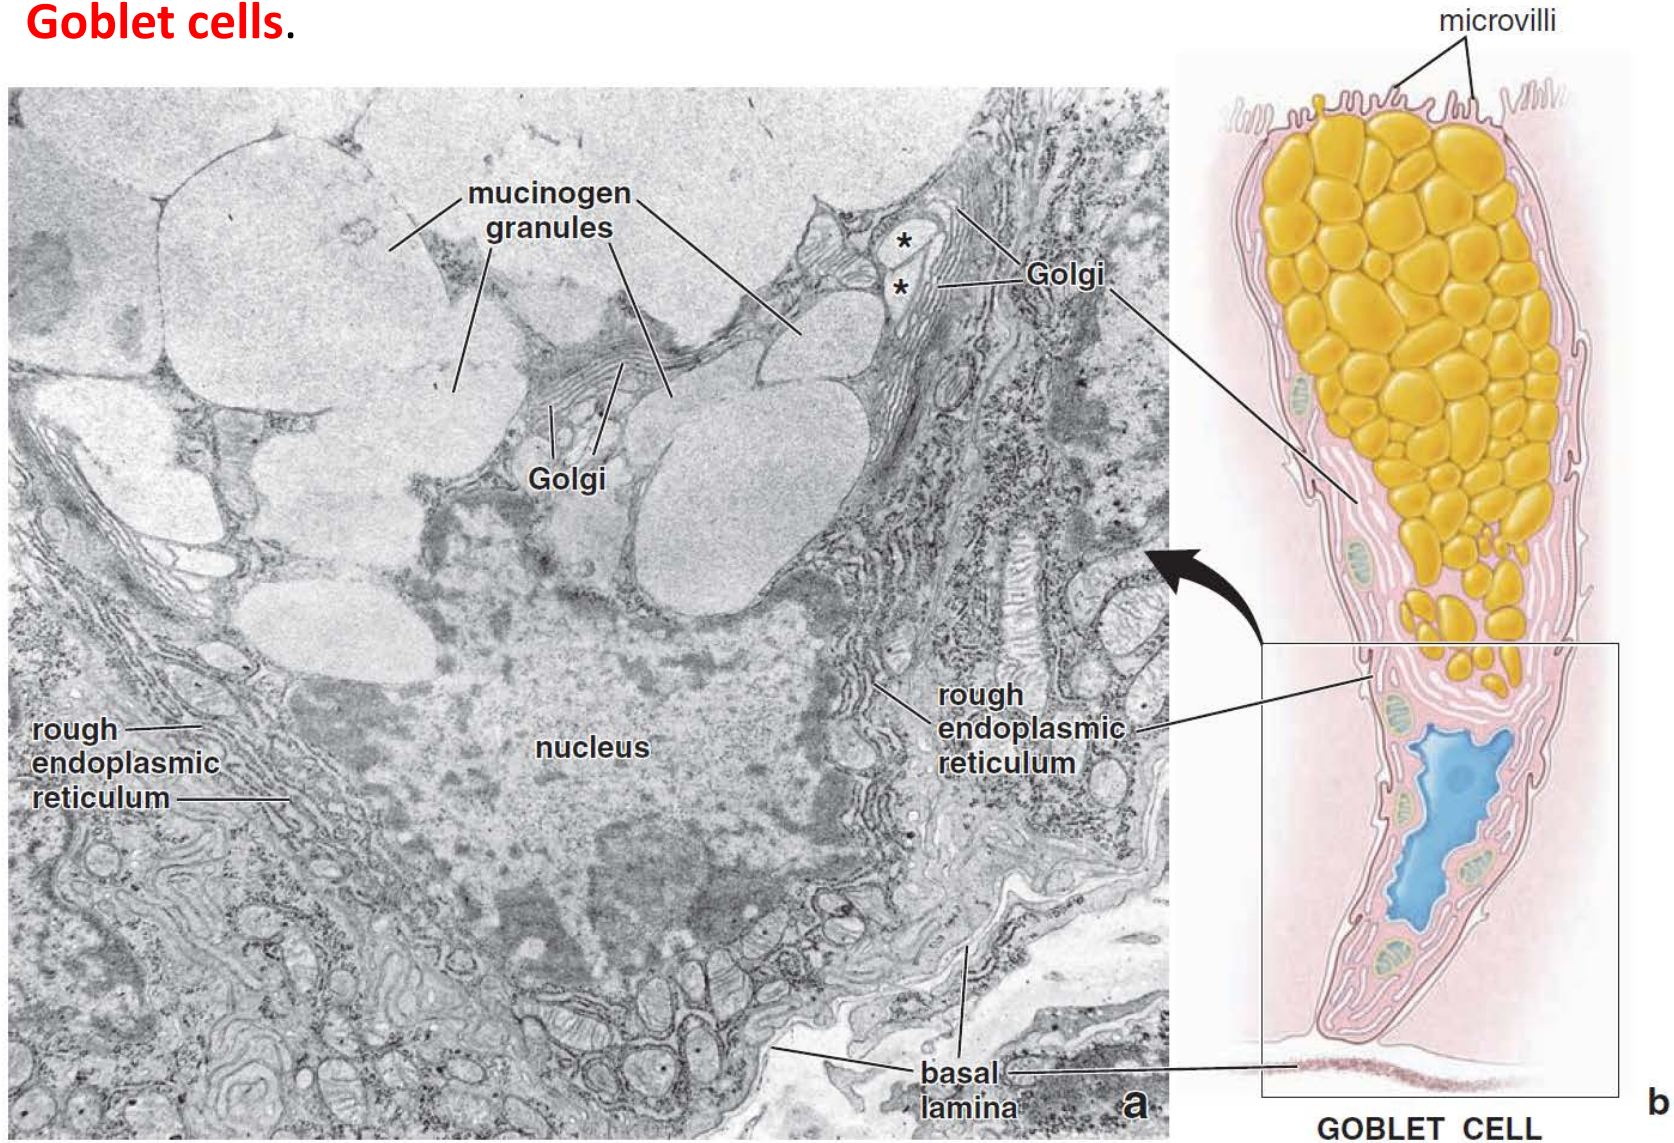 Goblet cells.
microvilli
mucinogen
granules
*
*
Golgi
Golgi
rough
endoplasmic
reticulum
nucleus
rough
endoplasmic
reticulum
basal
lamina
a
b
GOBLET CELL